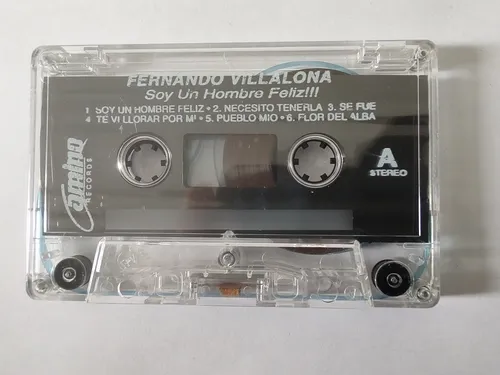 FERNANDO VILLALONA
Soy Un Hombre Feliz!!!
1 SOY UN HOMBRE FELIZ • 2. NECESITO TENERLA 3. SE FUE
4 TE VI LLORAR POR MI • 5. PUEBLO MIO • 6. FLOR DEL ALBA
A
STEREO
RECORDS